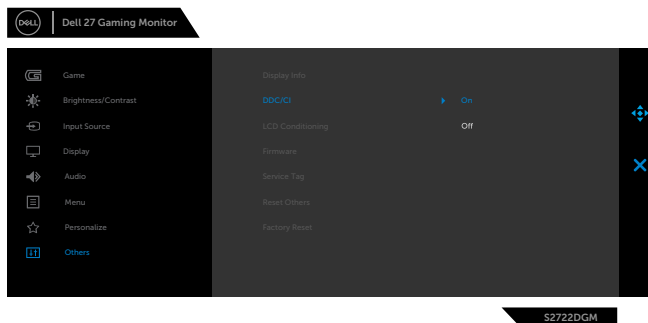 DELL
Dell 27 Gaming Monitor
Game
Display Info
Brightness/Contrast
DDC/CI
On
Input Source
LCD Conditioning
Off
Display
Firmware
Audio
Service Tag
Menu
Reset Others
Personalize
Factory Reset
Others
S2722DGM